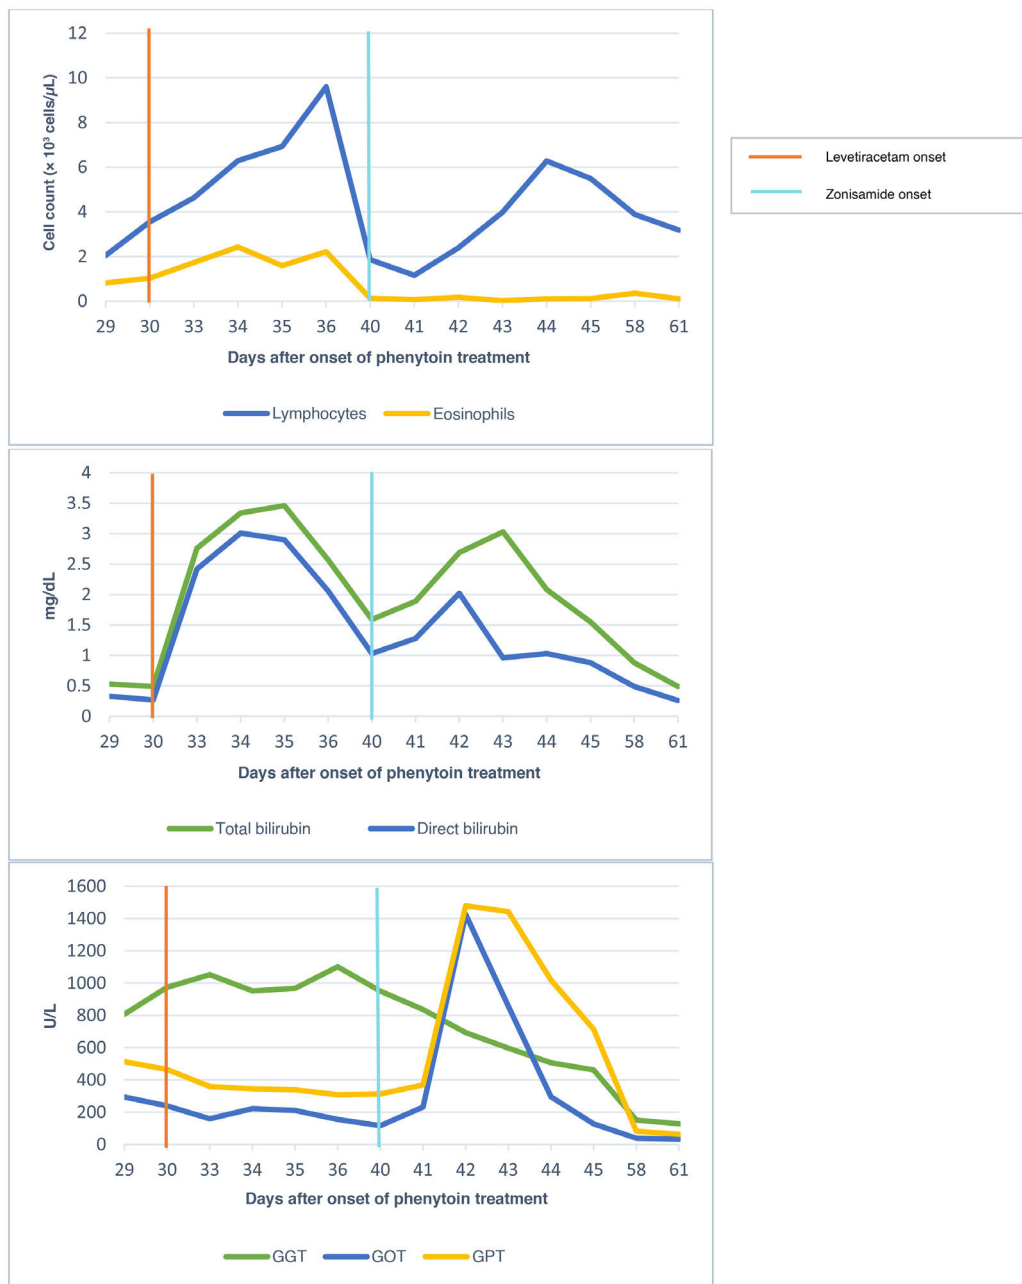 12
10
8
6
4
2
0
Cell count (× 10³ cells/µL)
29 30 33 34 35 36 40 41 42 43 44 45 58 61
Days after onset of phenytoin treatment
Lymphocytes Eosinophils
Levetiracetam onset
Zonisamide onset
4
3.5
3
2.5
2
1.5
1
0.5
0
mg/dL
29 30 33 34 35 36 40 41 42 43 44 45 58 61
Days after onset of phenytoin treatment
Total bilirubin Direct bilirubin
1600
1400
1200
1000
800
600
400
200
0
U/L
29 30 33 34 35 36 40 41 42 43 44 45 58 61
Days after onset of phenytoin treatment
GGT GOT GPT